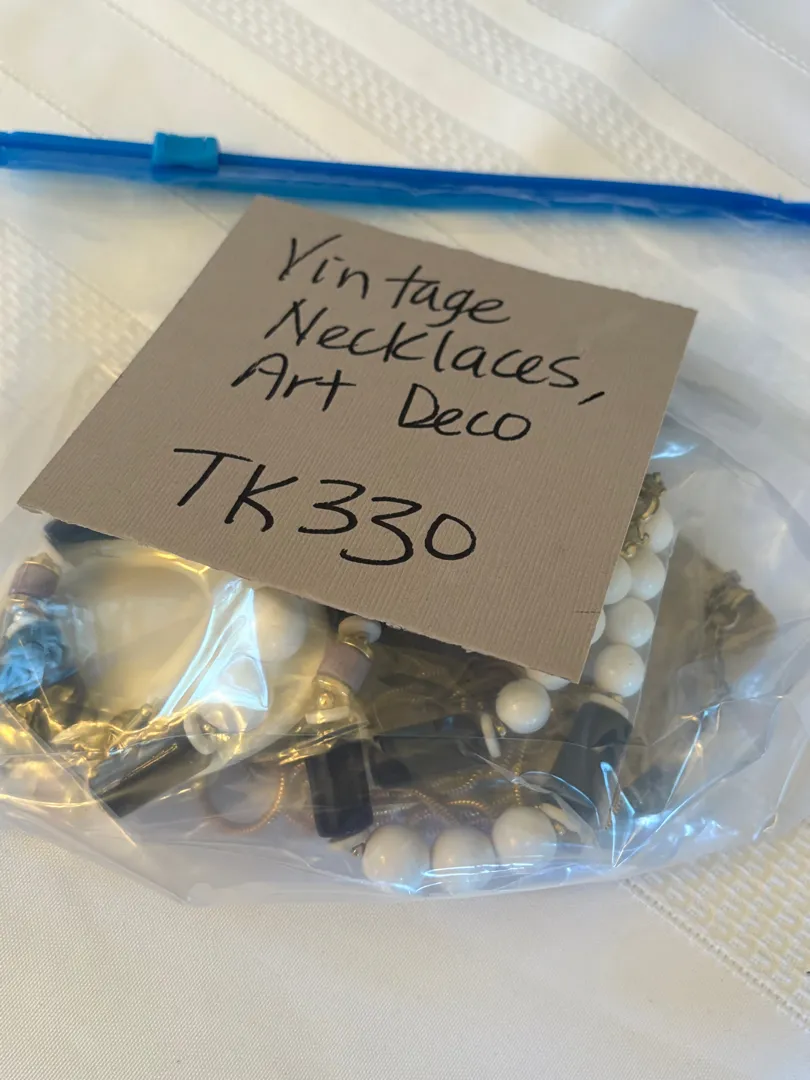 Vintage
Necklaces,
Art Deco
TK330